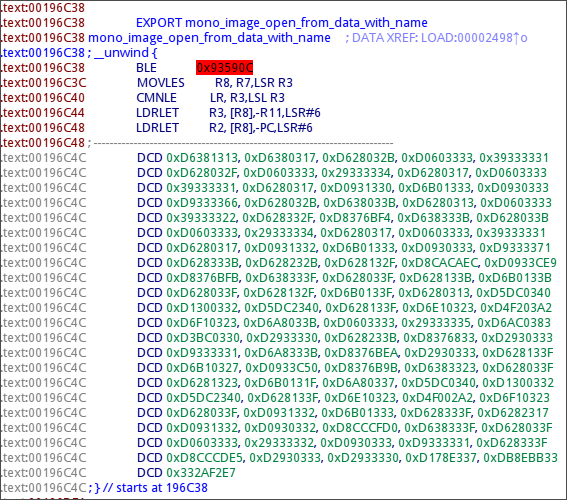 .text:00196C38
.text:00196C38 EXPORT mono_image_open_from_data_with_name
.text:00196C38 mono_image_open_from_data_with_name ; DATA XREF: LOAD:00002498↑o
.text:00196C38 ; __unwind {
.text:00196C38 BLE 0x93590C
.text:00196C3C MOVLES R8, R7,LSR R3
.text:00196C40 CMNLE LR, R3,LSL R3
.text:00196C44 LDRLET R3, [R8],-R11,LSR#6
.text:00196C48 LDRLET R2, [R8],-PC,LSR#6
.text:00196C48 ; ---------------------------------------------------------------------------
.text:00196C4C DCD 0xD6381313, 0xD6380317, 0xD628032B, 0xD0603333, 0x39333331
.text:00196C4C DCD 0xD628032F, 0xD0603333, 0x29333334, 0xD6280317, 0xD0603333
.text:00196C4C DCD 0x39333331, 0xD6280317, 0xD0931330, 0xD6B01333, 0xD0930333
.text:00196C4C DCD 0xD9333366, 0xD628032B, 0xD638033B, 0xD6280313, 0xD0603333
.text:00196C4C DCD 0x39333322, 0xD628332F, 0xD8376BF4, 0xD638333B, 0xD628033B
.text:00196C4C DCD 0xD0603333, 0x29333334, 0xD6280317, 0xD0603333, 0x39333331
.text:00196C4C DCD 0xD6280317, 0xD0931332, 0xD6B01333, 0xD0930333, 0xD9333371
.text:00196C4C DCD 0xD628333B, 0xD628232B, 0xD628132F, 0xD8CACAEC, 0xD0933CE9
.text:00196C4C DCD 0xD8376BFB, 0xD638333F, 0xD628033F, 0xD628133B, 0xD6B0133B
.text:00196C4C DCD 0xD628033F, 0xD628132F, 0xD6B0133F, 0xD6280313, 0xD5DC0340
.text:00196C4C DCD 0xD1300332, 0xD5DC2340, 0xD628133F, 0xD6E10323, 0xD4F203A2
.text:00196C4C DCD 0xD6F10323, 0xD6A8033B, 0xD0603333, 0x29333335, 0xD6AC0383
.text:00196C4C DCD 0xD3BC0330, 0xD2933330, 0xD628233B, 0xD8376833, 0xD2930333
.text:00196C4C DCD 0xD9333331, 0xD6A8333B, 0xD8376BEA, 0xD2930333, 0xD628133F
.text:00196C4C DCD 0xD6B10327, 0xD0933C50, 0xD8376B9B, 0xD6383323, 0xD628033F
.text:00196C4C DCD 0xD6281323, 0xD6B0131F, 0xD6A80337, 0xD5DC0340, 0xD1300332
.text:00196C4C DCD 0xD5DC2340, 0xD628133F, 0xD6E10323, 0xD4F002A2, 0xD6F10323
.text:00196C4C DCD 0xD628033F, 0xD0931332, 0xD6B01333, 0xD628333F, 0xD6282317
.text:00196C4C DCD 0xD0931332, 0xD0930332, 0xD8CCCFD0, 0xD638333F, 0xD628033F
.text:00196C4C DCD 0xD0603333, 0x29333332, 0xD0930333, 0xD9333331, 0xD628333F
.text:00196C4C DCD 0xD8CCCDE5, 0xD2930333, 0xD2933330, 0xD178E337, 0xDB8EBB33
.text:00196C4C DCD 0x332AF2E7
.text:00196C4C ; } // starts at 196C38